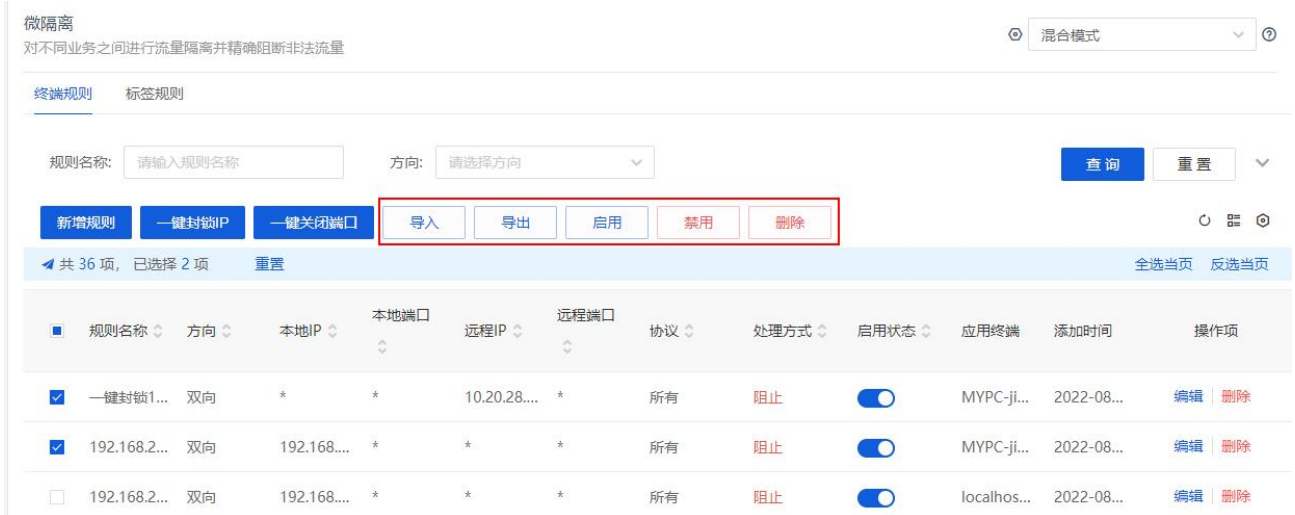 微隔离
对不同业务之间进行流量隔离并精确阻断非法流量
混合模式
终端规则 标签规则
规则名称: 请输入规则名称 方向: 请选择方向 查询 重置
新增规则 一键封锁IP 一键关闭端口 导入 导出 启用 禁用 删除
共 36 项, 已选择 2 项 重置 全选当页 反选当页
规则名称 方向 本地IP 本地端口 远程IP 远程端口 协议 处理方式 启用状态 应用终端 添加时间 操作项
一键封锁1... 双向 * * 10.20.28.... * 所有 阻止 MYPC-ji... 2022-08... 编辑 删除
192.168.2... 双向 192.168.... * * * 所有 阻止 MYPC-ji... 2022-08... 编辑 删除
192.168.2... 双向 192.168.... * * * 所有 阻止 localhos... 2022-08... 编辑 删除